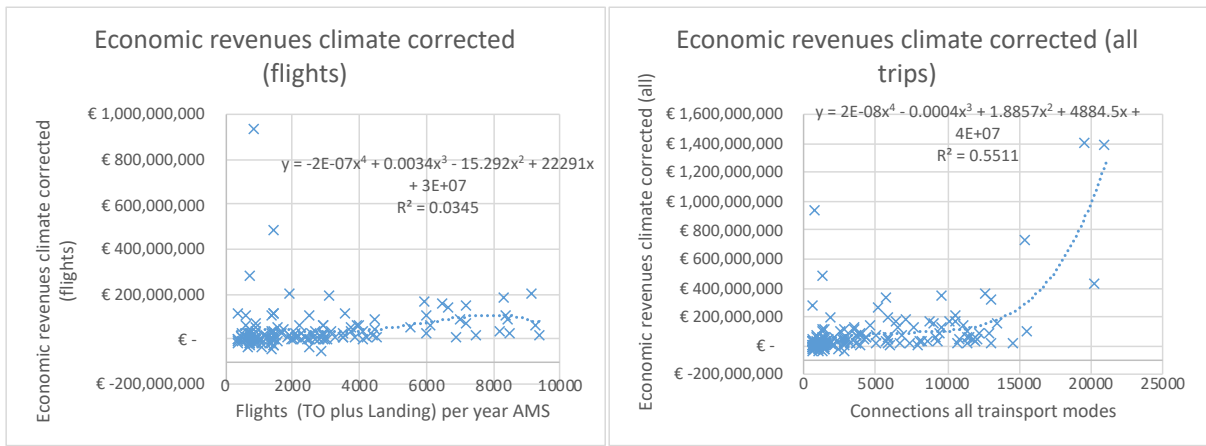 Economic revenues climate corrected
(flights)
Economic revenues climate corrected
(flights)
€ 1,000,000,000
€ 800,000,000
€ 600,000,000
€ 400,000,000
€ 200,000,000
€ -
€ -200,000,000
y = -2E-07x⁴ + 0.0034x³ - 15.292x² + 22291x
+ 3E+07
R² = 0.0345
0 2000 4000 6000 8000 10000
Flights (TO plus Landing) per year AMS
Economic revenues climate corrected (all
trips)
Economic revenues climate corrected (all)
€ 1,600,000,000
€ 1,400,000,000
€ 1,200,000,000
€ 1,000,000,000
€ 800,000,000
€ 600,000,000
€ 400,000,000
€ 200,000,000
€ -
€ -200,000,000
y = 2E-08x⁴ - 0.0004x³ + 1.8857x² + 4884.5x +
4E+07
R² = 0.5511
0 5000 10000 15000 20000 25000
Connections all trainsport modes